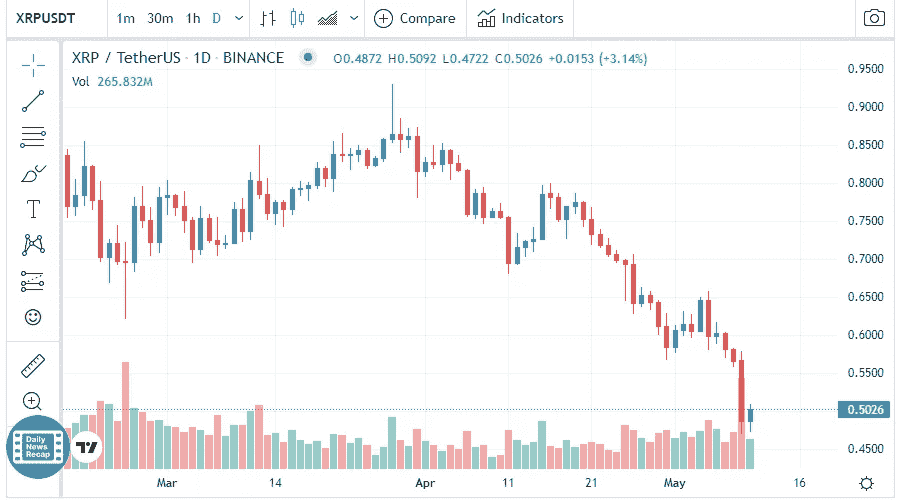 XRPUSDT 1m 30m 1h D Compare Indicators
XRP / TetherUS · 1D · BINANCE O0.4872 H0.5092 L0.4722 C0.5026 +0.0153 (+3.14%)
Vol 265.832M
0.9500
0.9000
0.8500
0.8000
0.7500
0.7000
0.6500
0.6000
0.5500
0.5026
0.4500
Daily
News
Recap
Mar 14 Apr 11 21 May 16